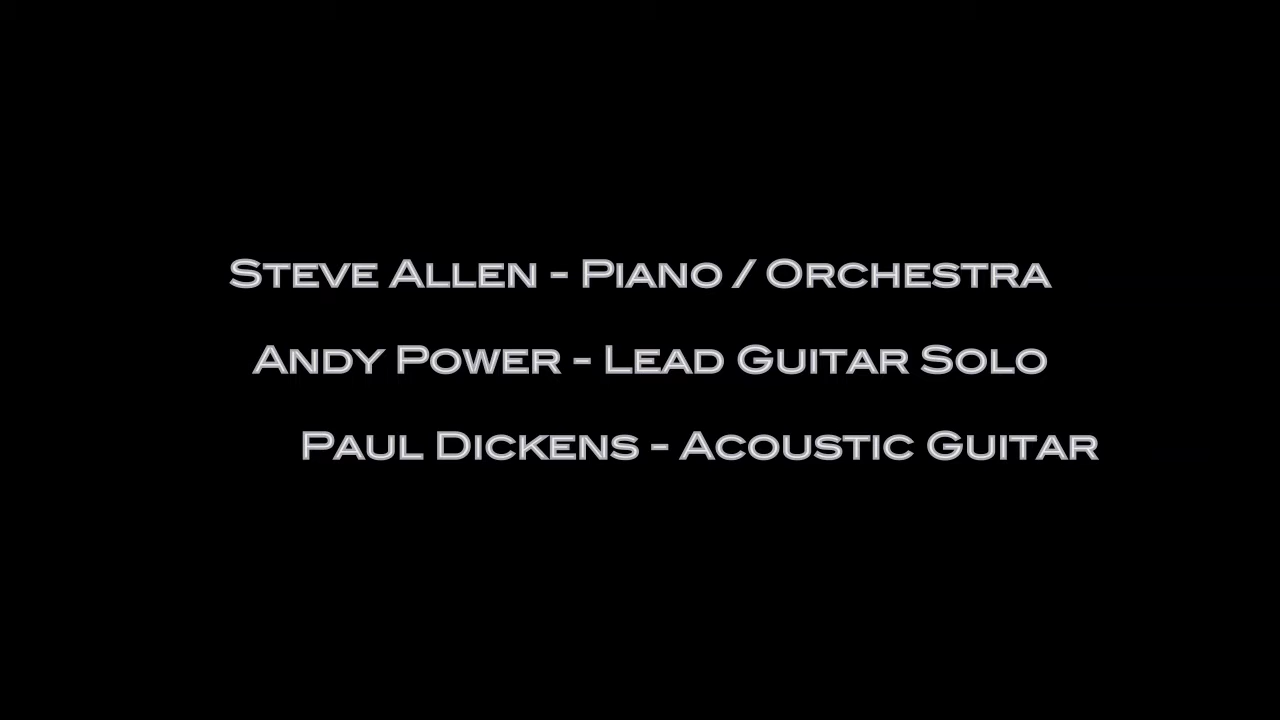 Steve Allen - Piano / Orchestra
Andy Power - Lead Guitar Solo
Paul Dickens - Acoustic Guitar